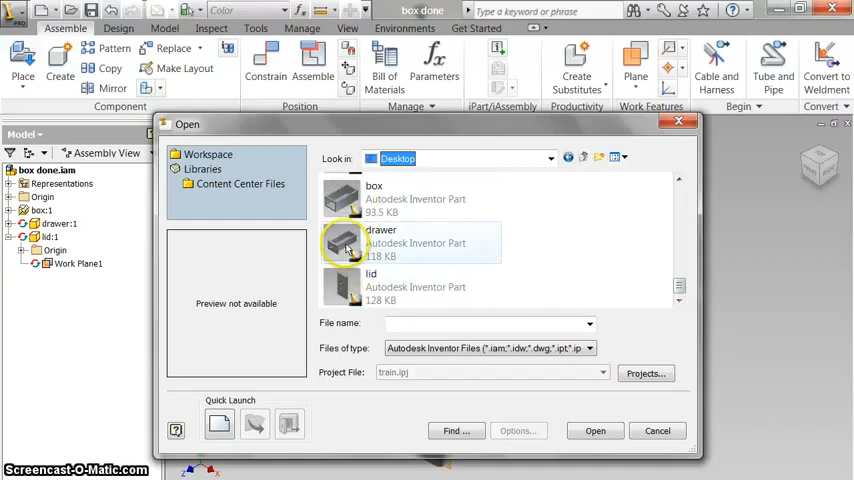 PRO
Color
box done
Type a keyword or phrase
Assemble
Design
Model
Inspect
Tools
Manage
View
Environments
Get Started
Place
Create
Pattern
Copy
Mirror
Replace
Make Layout
Constrain
Assemble
Bill of
Materials
Parameters
Create
Substitutes
Plane
Cable and
Harness
Tube and
Pipe
Convert to
Weldment
Component
Position
Manage
iPart/iAssembly
Productivity
Work Features
Begin
Convert
Model
Assembly View
box done.iam
Representations
Origin
box:1
drawer:1
lid:1
Origin
Work Plane1
Open
Workspace
Libraries
Content Center Files
Look in:
Desktop
box
Autodesk Inventor Part
93.5 KB
drawer
Autodesk Inventor Part
118 KB
lid
Autodesk Inventor Part
128 KB
Preview not available
File name:
Files of type:
Autodesk Inventor Files (*.iam;*.idw;*.dwg;*.ipt;*.ip
Project File:
train.ipj
Projects...
Quick Launch
Find ...
Options...
Open
Cancel
Screencast-O-Matic.com